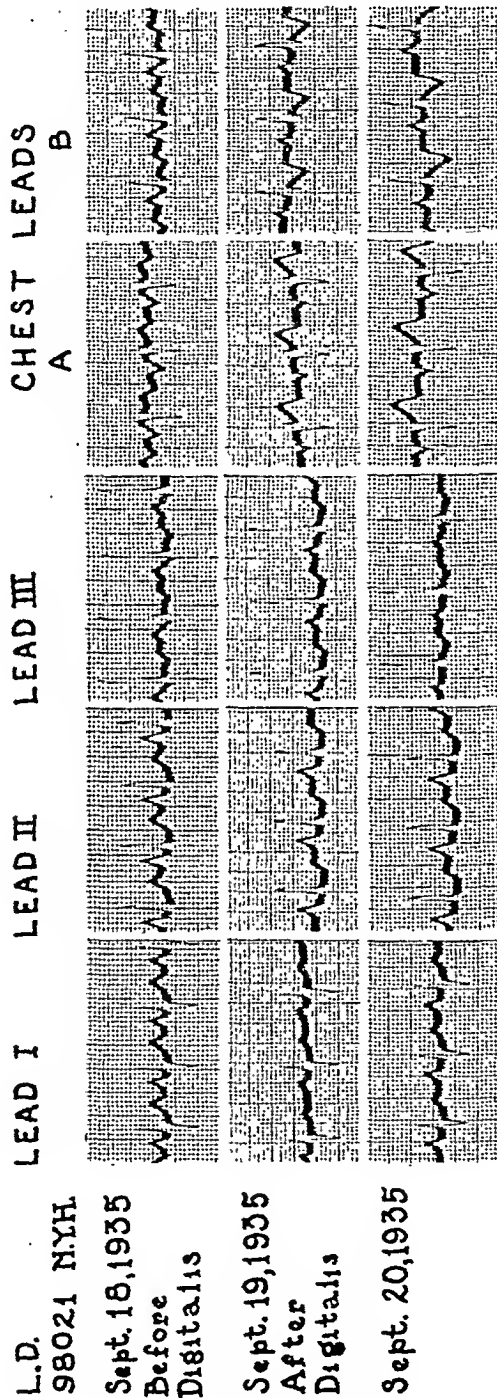 L.D.
98021 N.Y.H.
LEAD I
LEAD II
LEAD III
CHEST LEADS
A
B
Sept. 18, 1935
Before
Digitalis
Sept. 19, 1935
After
Digitalis
Sept. 20, 1935